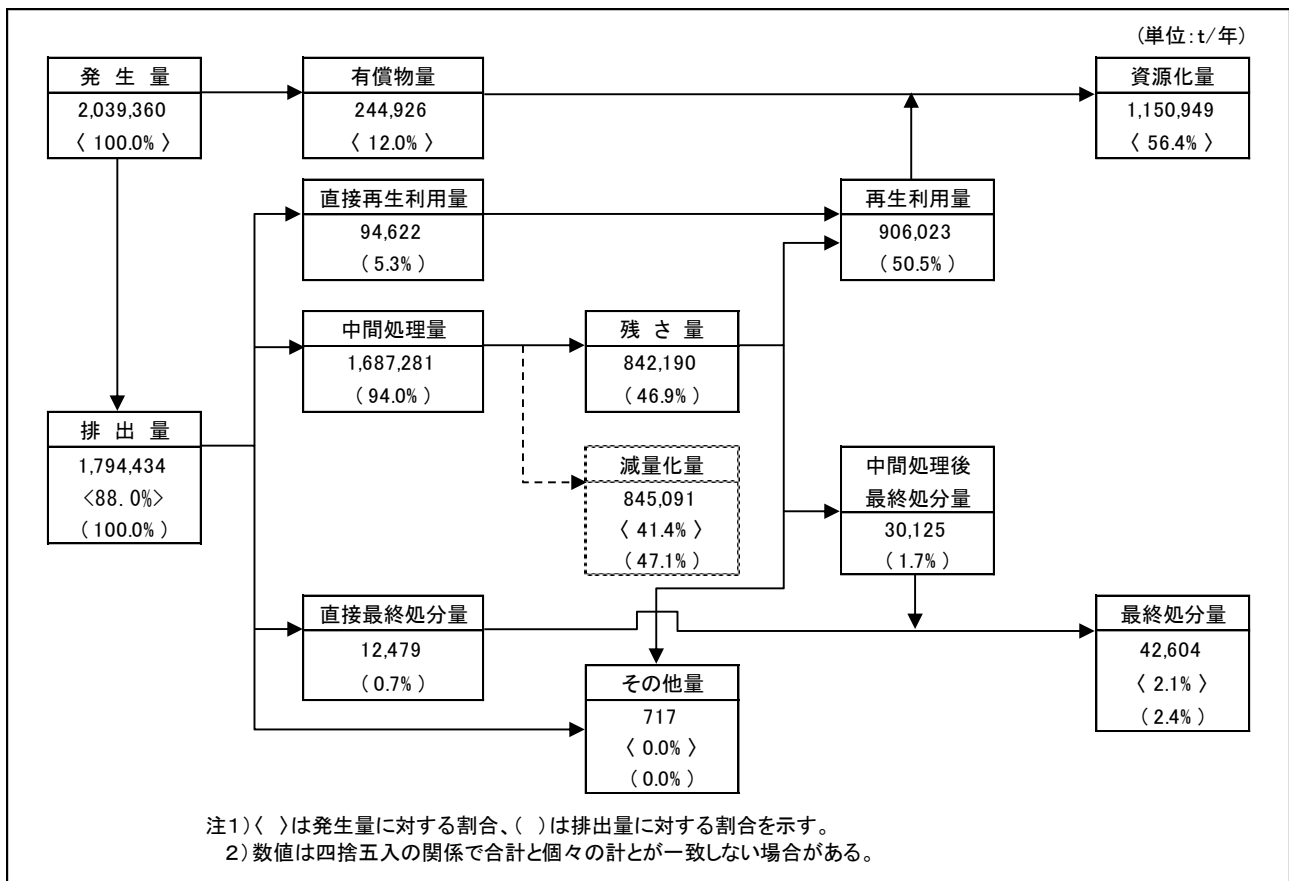 (単位:t/年)
発 生 量
2,039,360
〈 100.0% 〉
有償物量
244,926
〈 12.0% 〉
資源化量
1,150,949
〈 56.4% 〉
直接再生利用量
94,622
( 5.3% )
再生利用量
906,023
( 50.5% )
中間処理量
1,687,281
( 94.0% )
残 さ 量
842,190
( 46.9% )
排 出 量
1,794,434
<88.0%>
( 100.0% )
減量化量
845,091
〈 41.4% 〉
( 47.1% )
中間処理後
最終処分量
30,125
( 1.7% )
直接最終処分量
12,479
( 0.7% )
最終処分量
42,604
〈 2.1% 〉
( 2.4% )
その他量
717
〈 0.0% 〉
( 0.0% )
注1)〈 〉は発生量に対する割合、( )は排出量に対する割合を示す。
2)数値は四捨五入の関係で合計と個々の計とが一致しない場合がある。